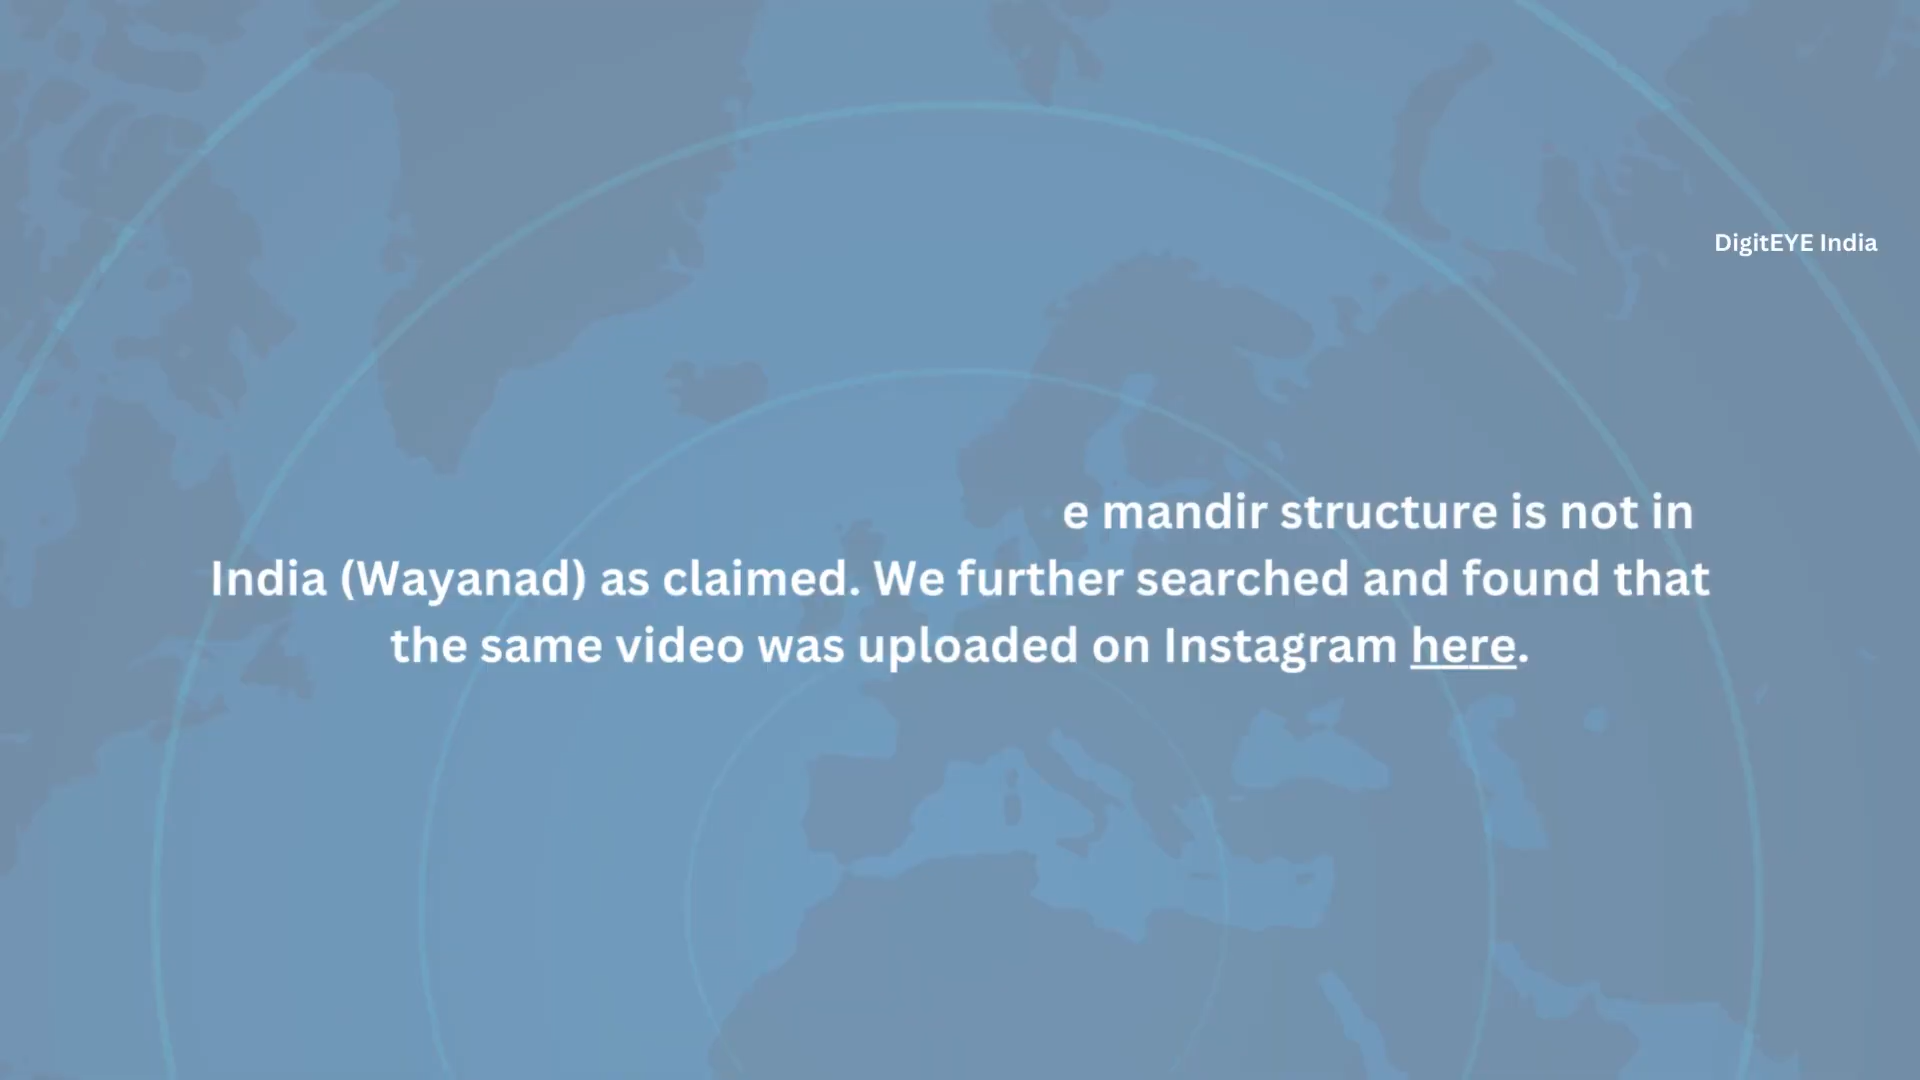 DigitEYE India
e mandir structure is not in
India (Wayanad) as claimed. We further searched and found that
the same video was uploaded on Instagram here.